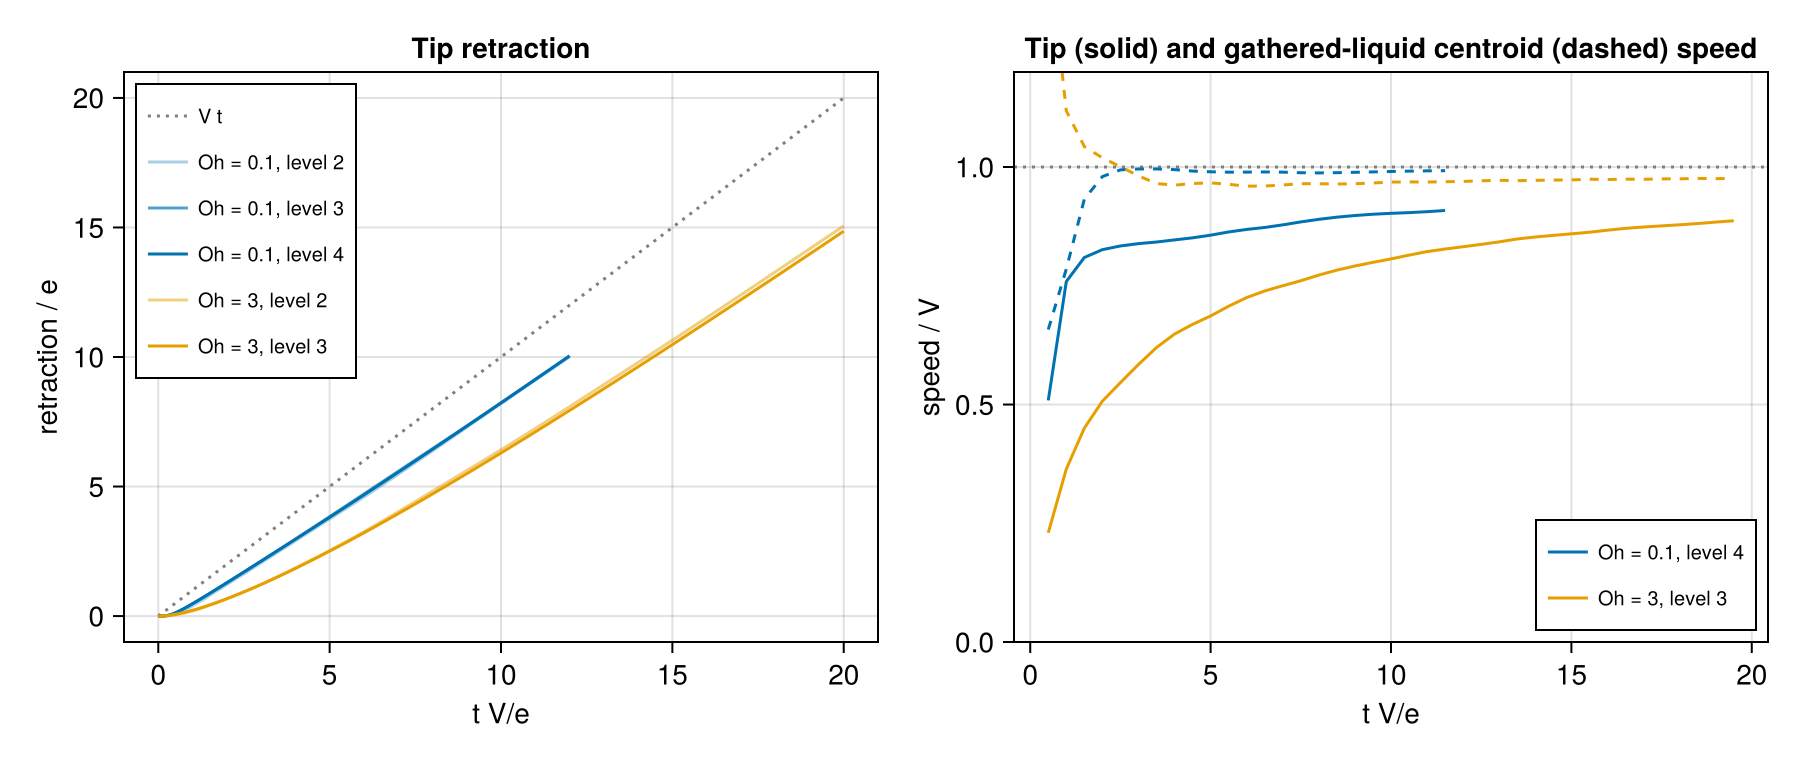 Tip retraction
20
15
10
5
0
retraction / e
V t
Oh = 0.1, level 2
Oh = 0.1, level 3
Oh = 0.1, level 4
Oh = 3, level 2
Oh = 3, level 3
0 5 10 15 20
t V/e
Tip (solid) and gathered-liquid centroid (dashed) speed
1.0
0.5
0.0
speed / V
Oh = 0.1, level 4
Oh = 3, level 3
0 5 10 15 20
t V/e